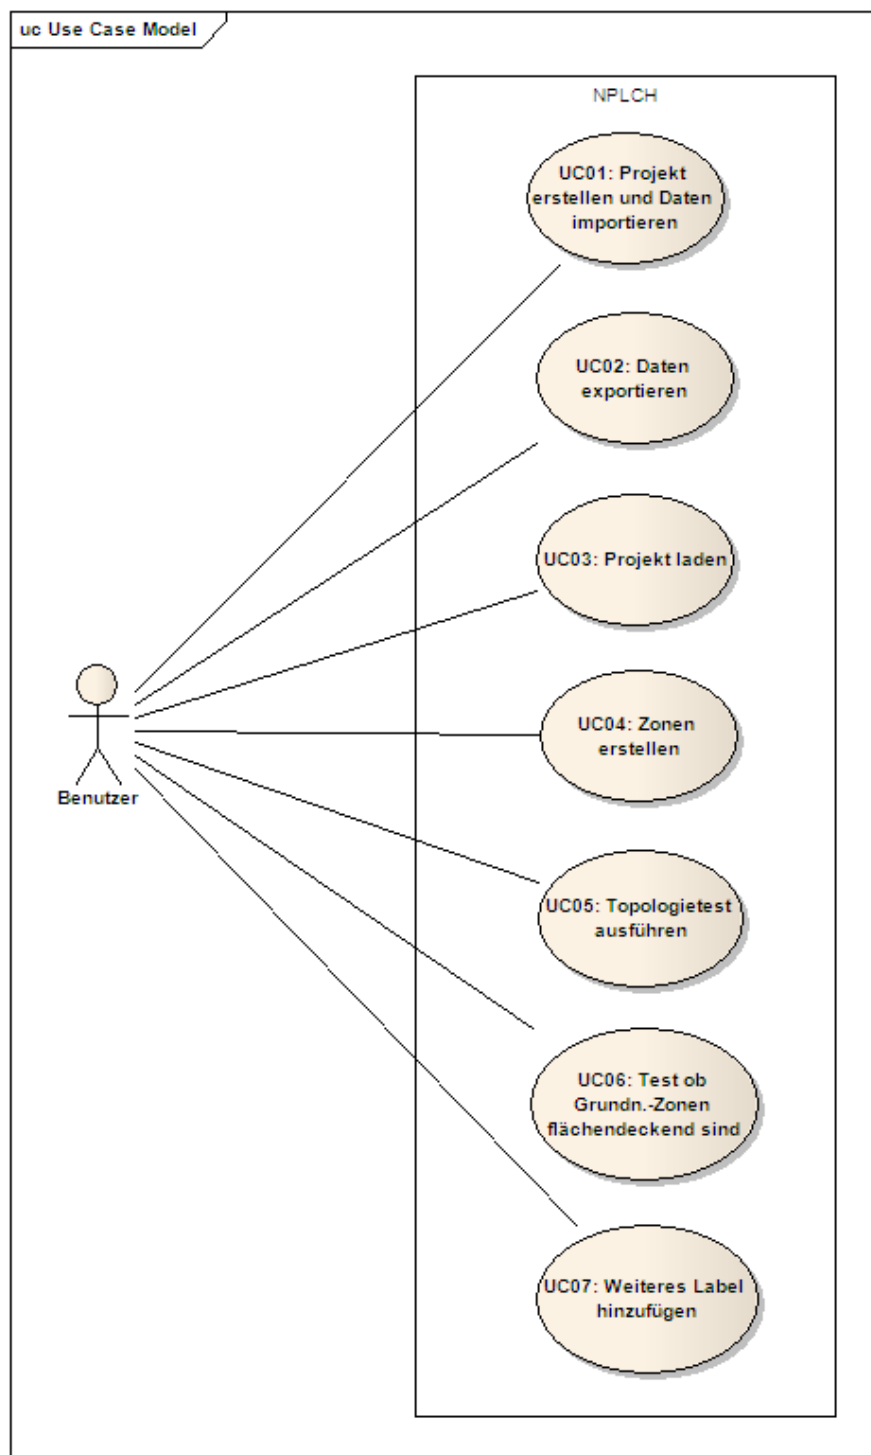 uc Use Case Model
NPLCH
UC01: Projekt
erstellen und Daten
importieren
UC02: Daten
exportieren
UC03: Projekt laden
UC04: Zonen
erstellen
Benutzer
UC05: Topologietest
ausführen
UC06: Test ob
Grundn.-Zonen
flächendeckend sind
UC07: Weiteres Label
hinzufügen